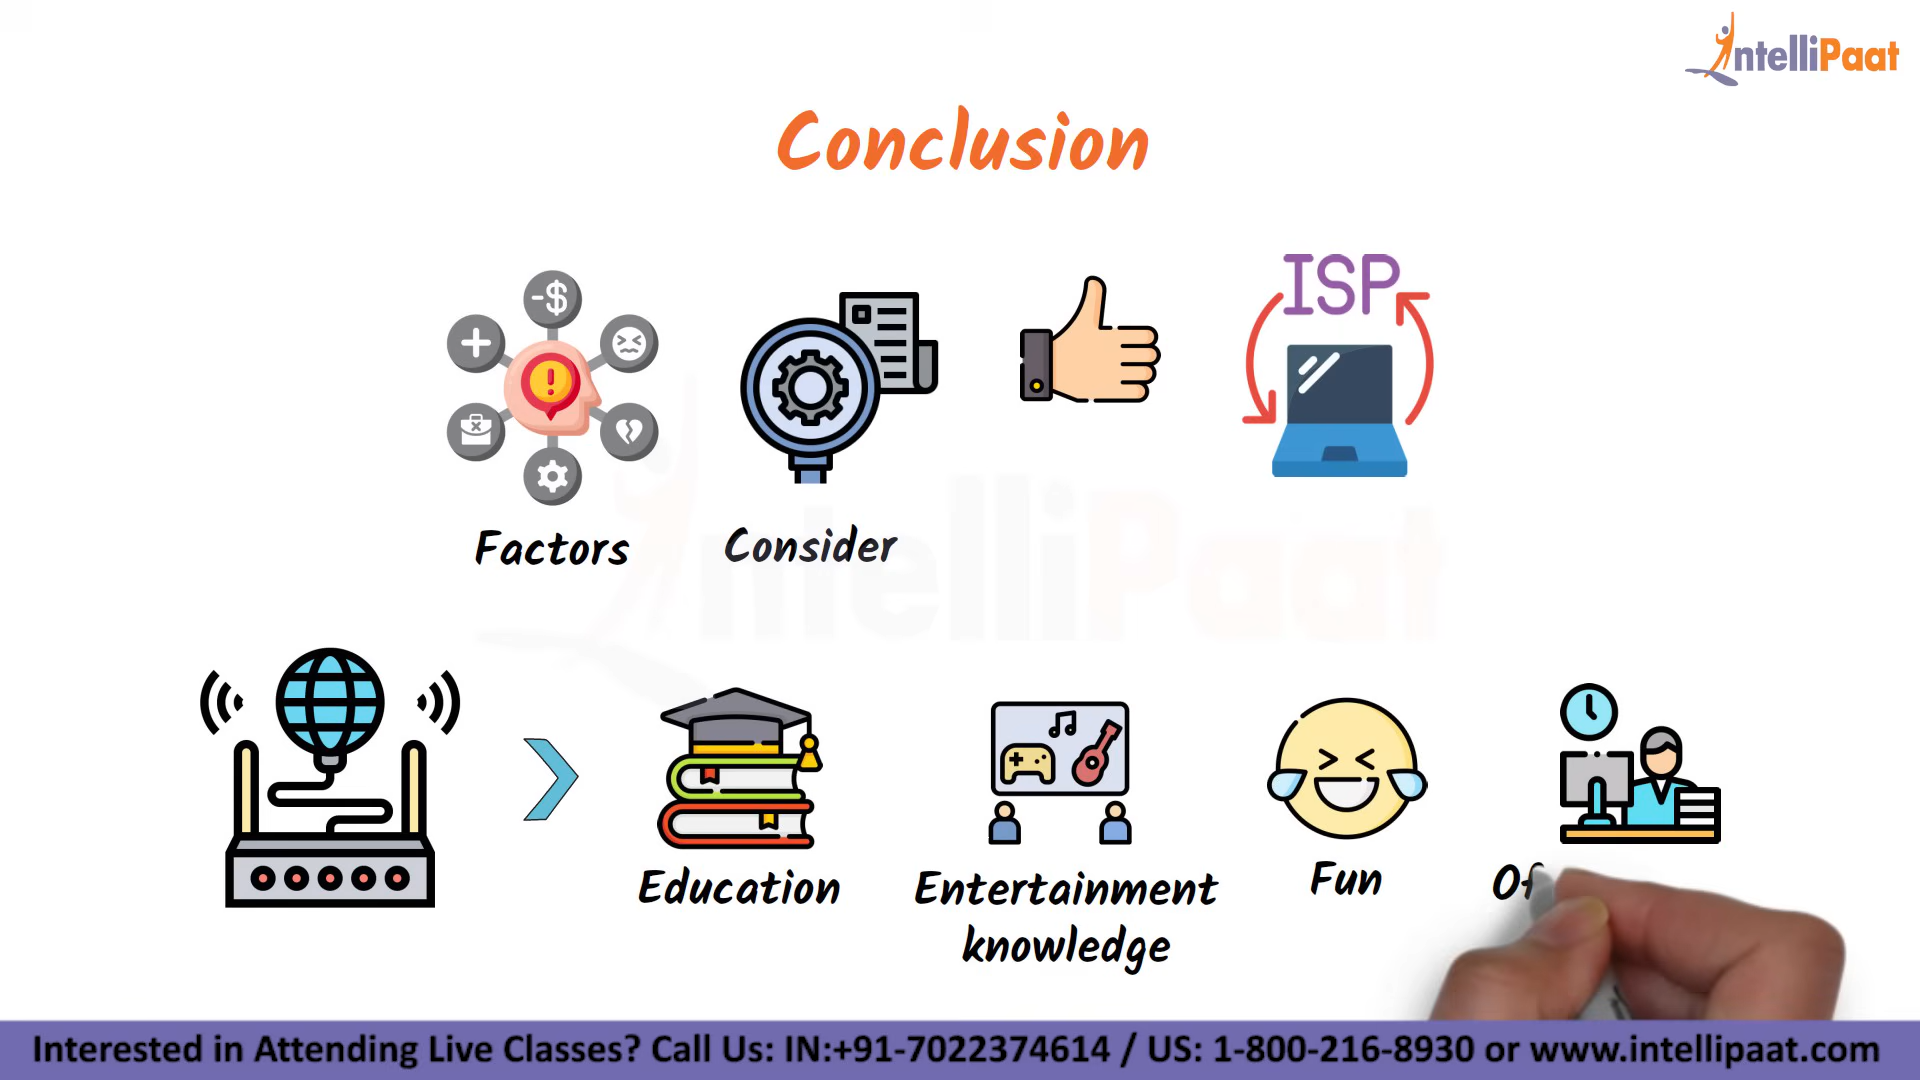 IntelliPaat
Conclusion
ISP
Factors
Consider
Education
Entertainment
knowledge
Fun
Interested in Attending Live Classes? Call Us: IN:+91-7022374614 / US: 1-800-216-8930 or www.intellipaat.com